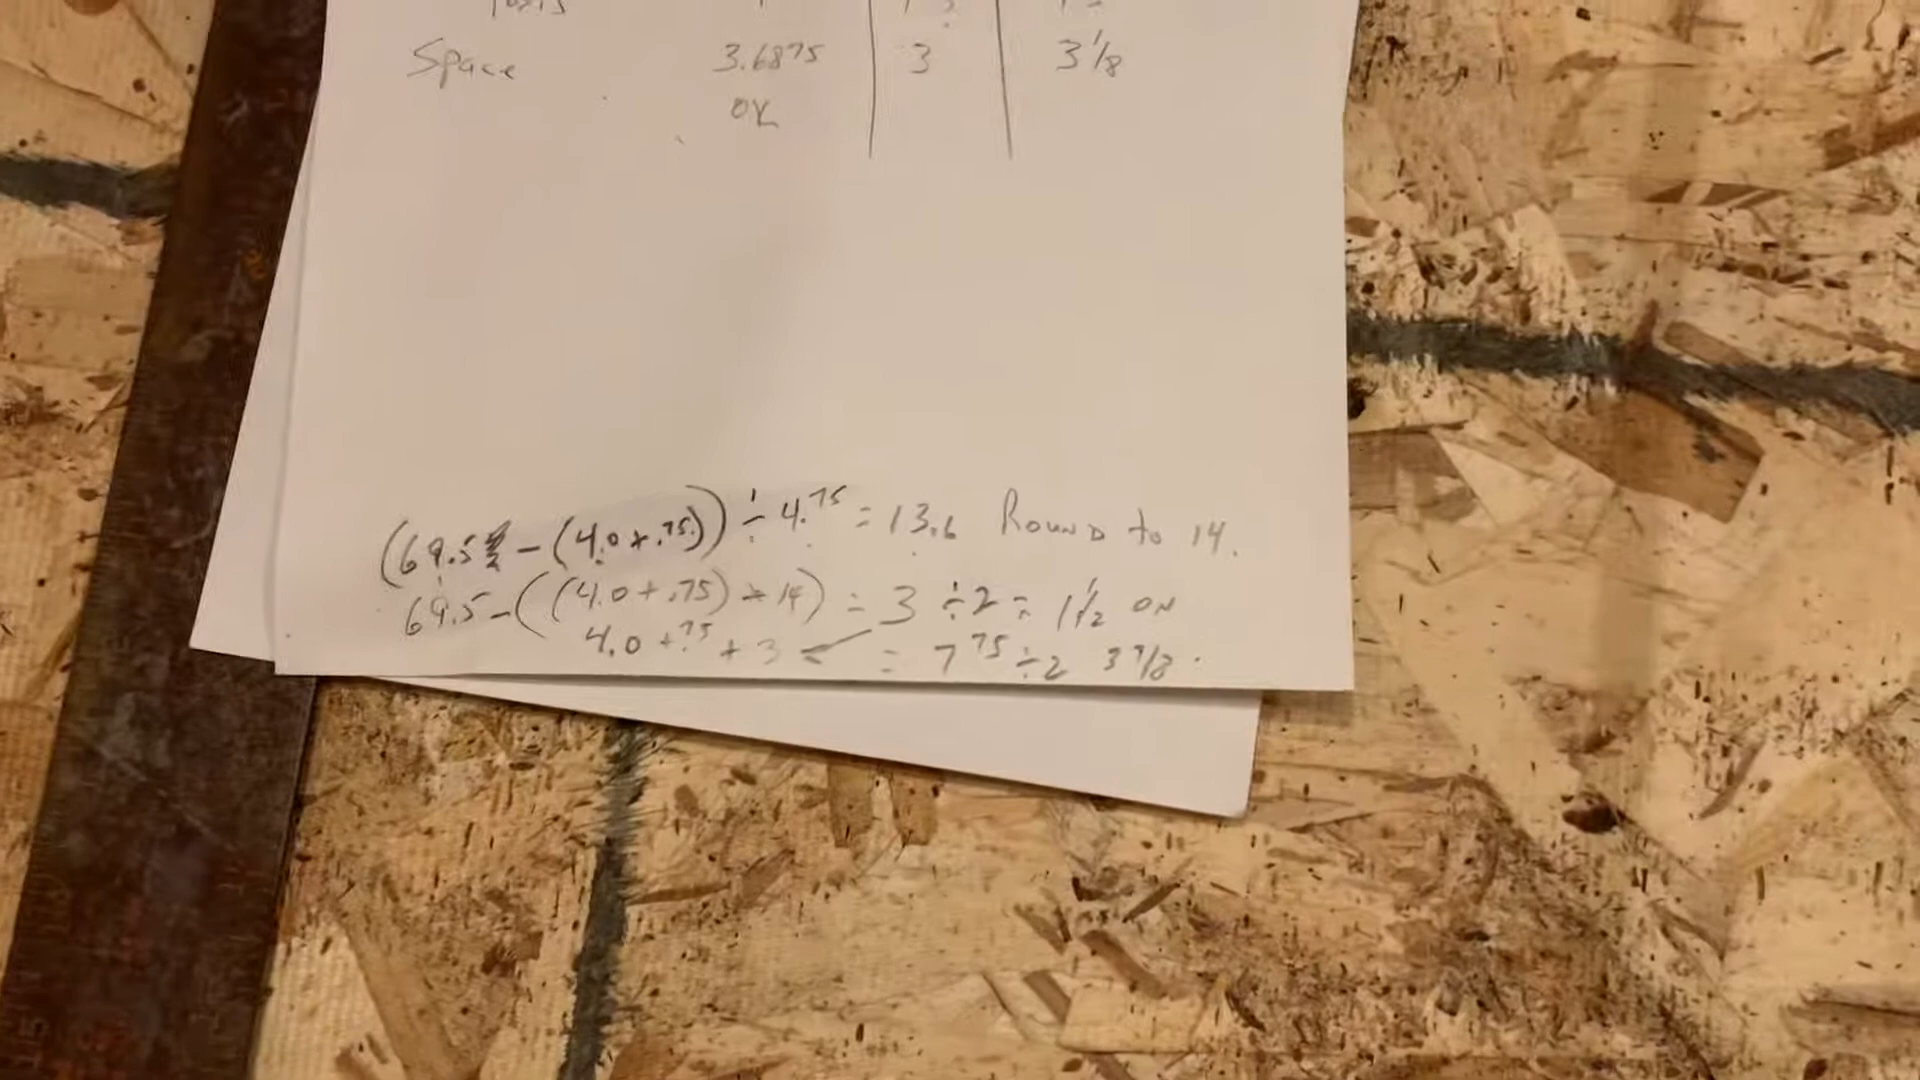 Posts
Space 3.6875 3 3 1/8
OK
(69.5 - (4.0 + .75)) ÷ 4.75 = 13.6 Round to 14.
69.5 - ((4.0 + .75) * 14) = 3 ÷ 2 = 1 1/2 ON
4.0 + .75 + 3 = 7 75 ÷ 2 3 7/8